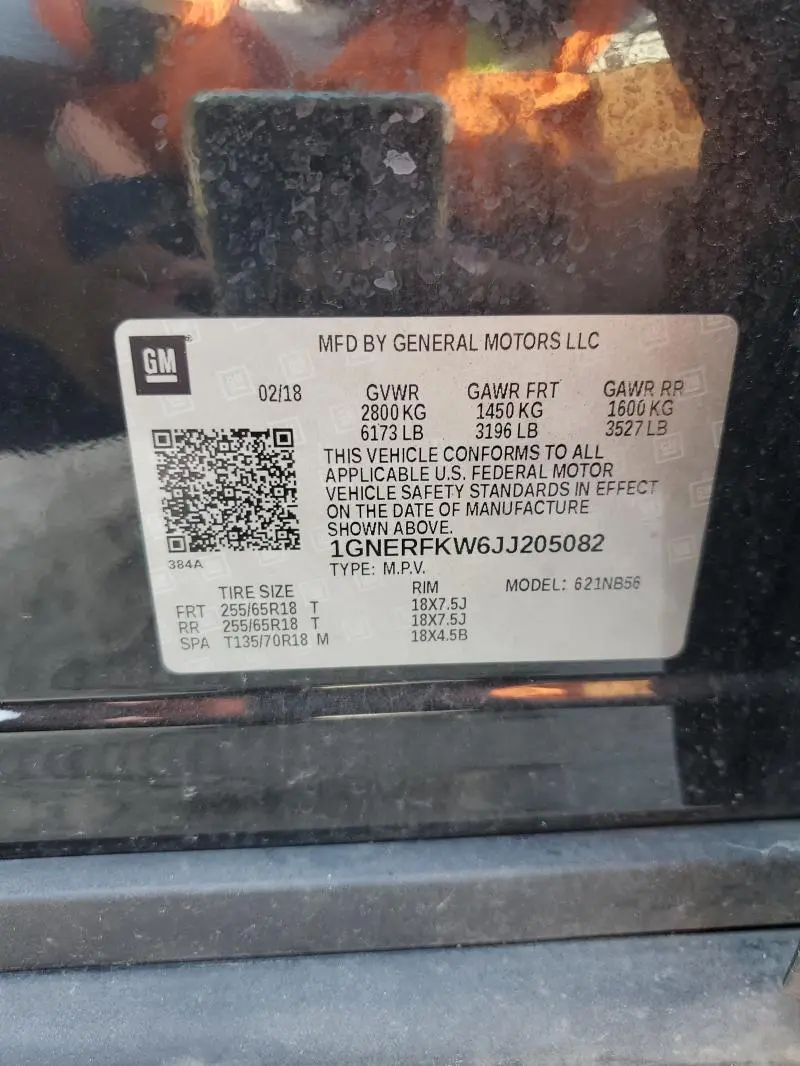 GM
MFD BY GENERAL MOTORS LLC
02/18 GVWR GAWR FRT GAWR RR
2800 KG 1450 KG 1600 KG
6173 LB 3196 LB 3527 LB
THIS VEHICLE CONFORMS TO ALL
APPLICABLE U.S. FEDERAL MOTOR
VEHICLE SAFETY STANDARDS IN EFFECT
ON THE DATE OF MANUFACTURE
SHOWN ABOVE.
1GNERFKW6JJ205082
384A
TYPE: M.P.V.
TIRE SIZE RIM MODEL: 621NB56
FRT 255/65R18 T 18X7.5J
RR 255/65R18 T 18X7.5J
SPA T135/70R18 M 18X4.5B